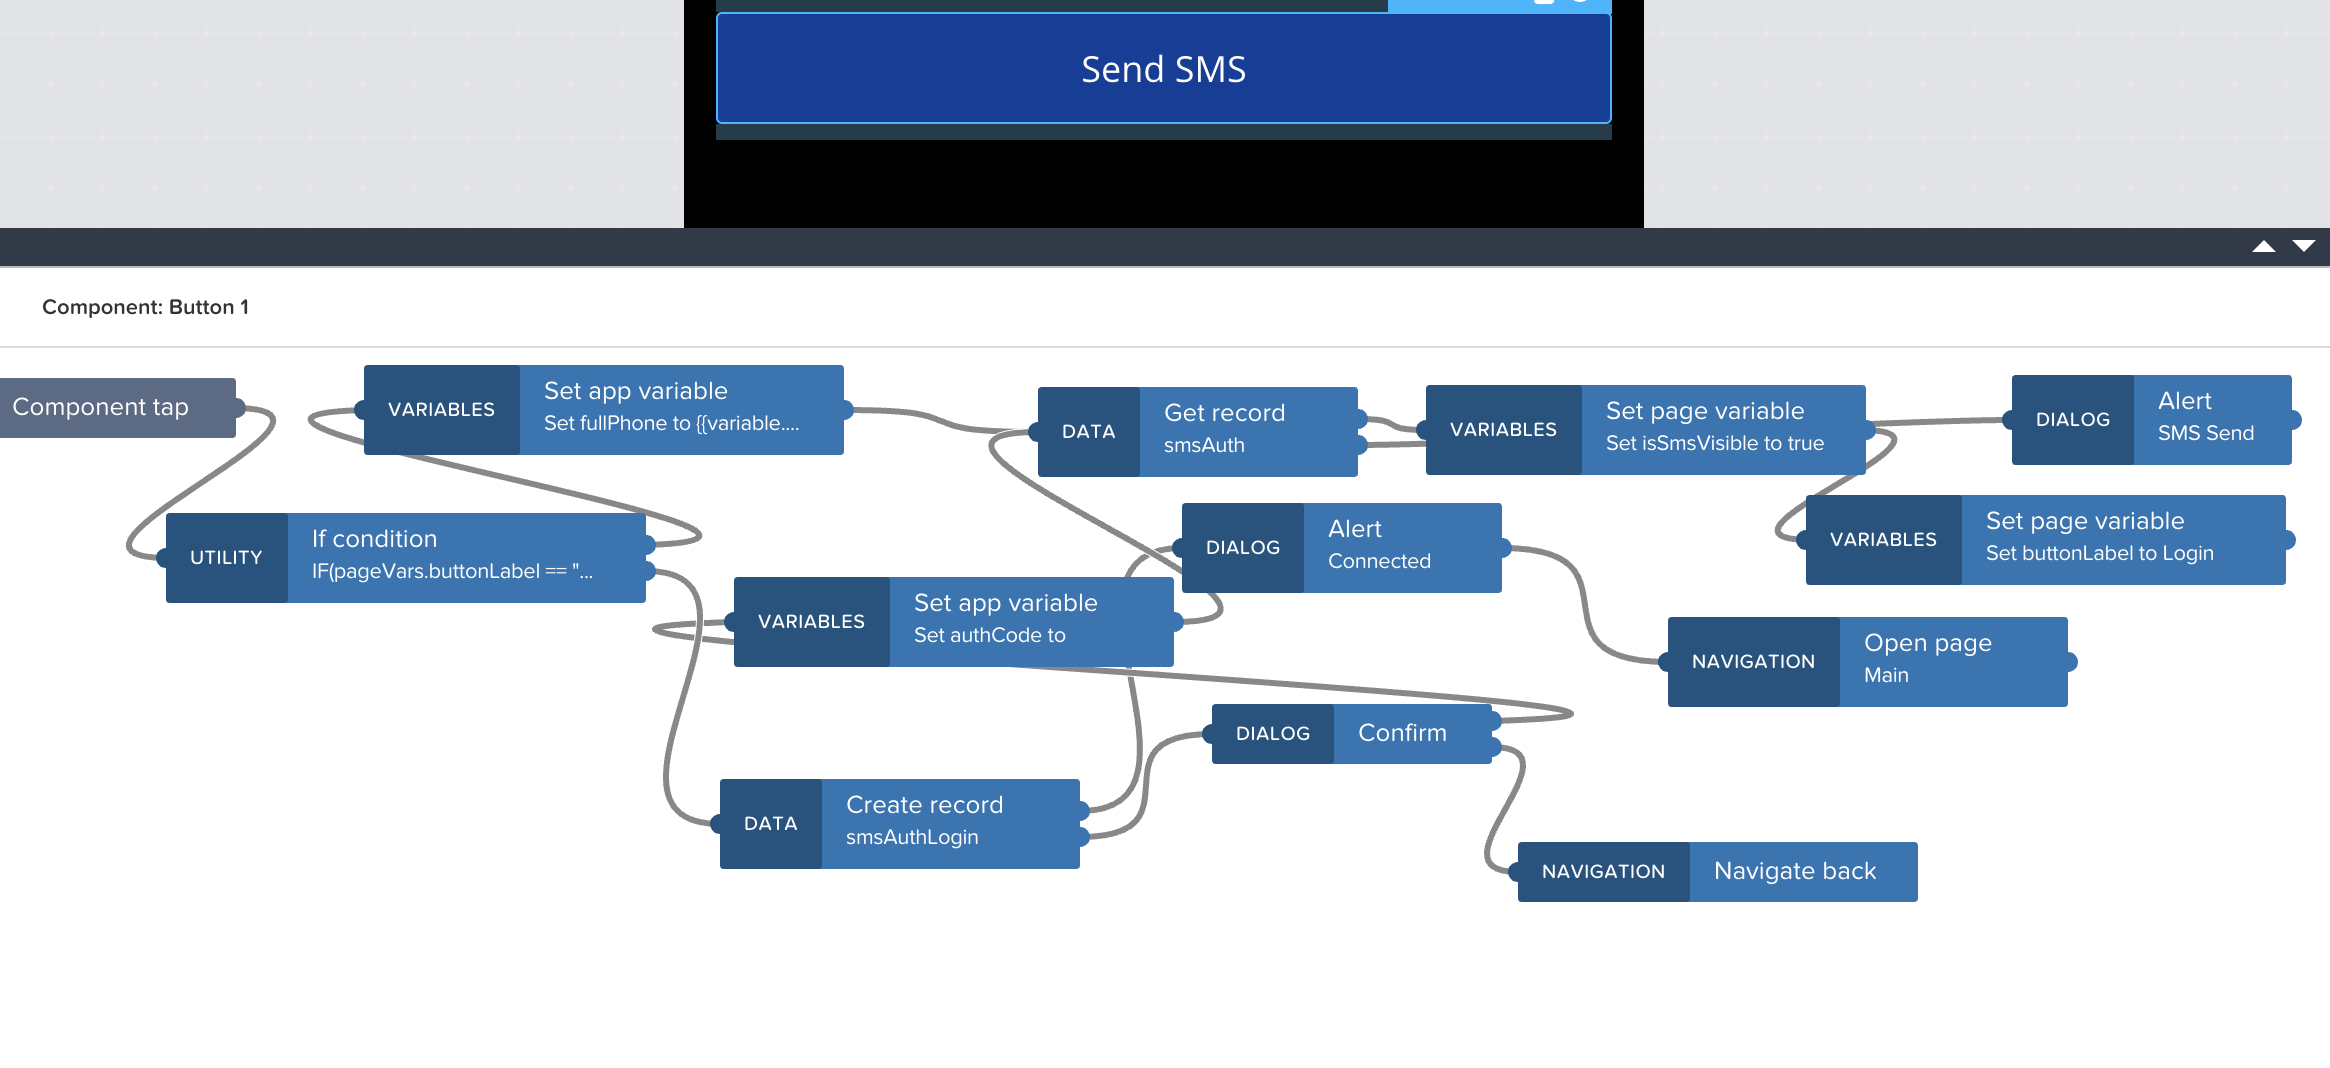 Send SMS
Component: Button 1
Component tap
VARIABLES
Set app variable
Set fullPhone to {{variable....
DATA
Get record
smsAuth
VARIABLES
Set page variable
Set isSmsVisible to true
DIALOG
Alert
SMS Send
UTILITY
If condition
IF(pageVars.buttonLabel == "...
DIALOG
Alert
Connected
VARIABLES
Set page variable
Set buttonLabel to Login
VARIABLES
Set app variable
Set authCode to
NAVIGATION
Open page
Main
DIALOG
Confirm
DATA
Create record
smsAuthLogin
NAVIGATION
Navigate back